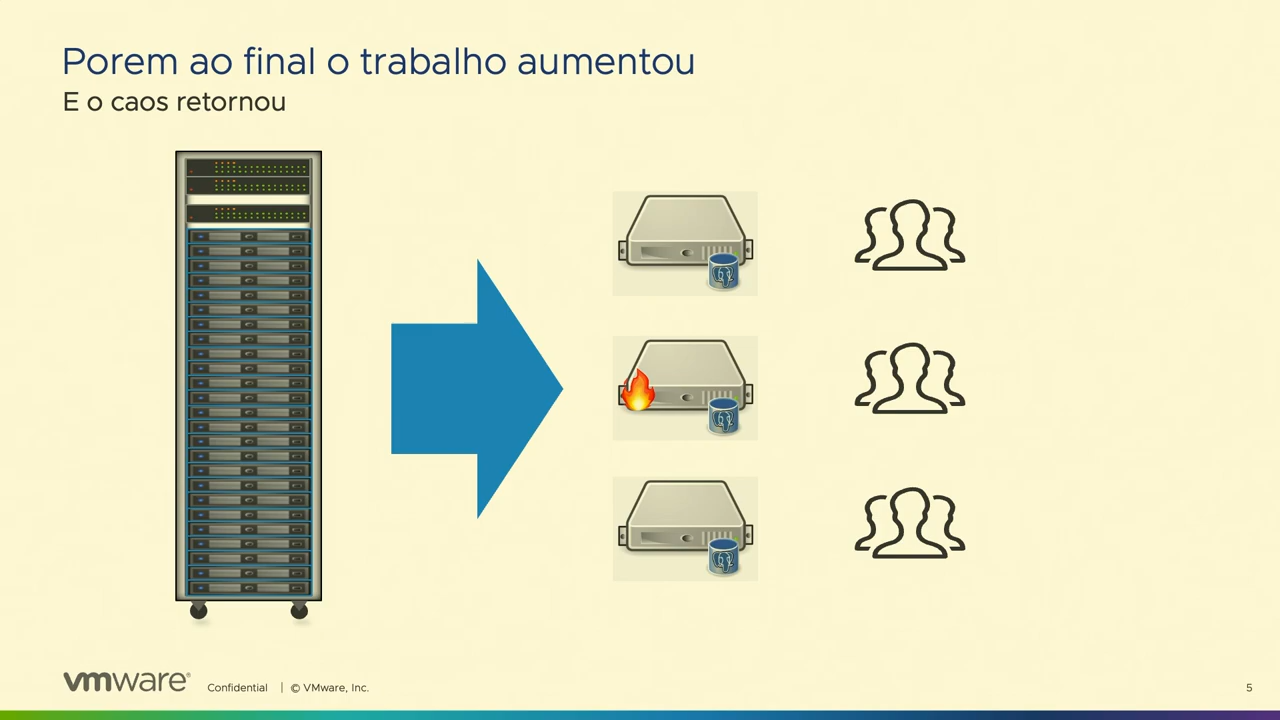 Porem ao final o trabalho aumentou
E o caos retornou
vmware®
Confidential | © VMware, Inc.
5